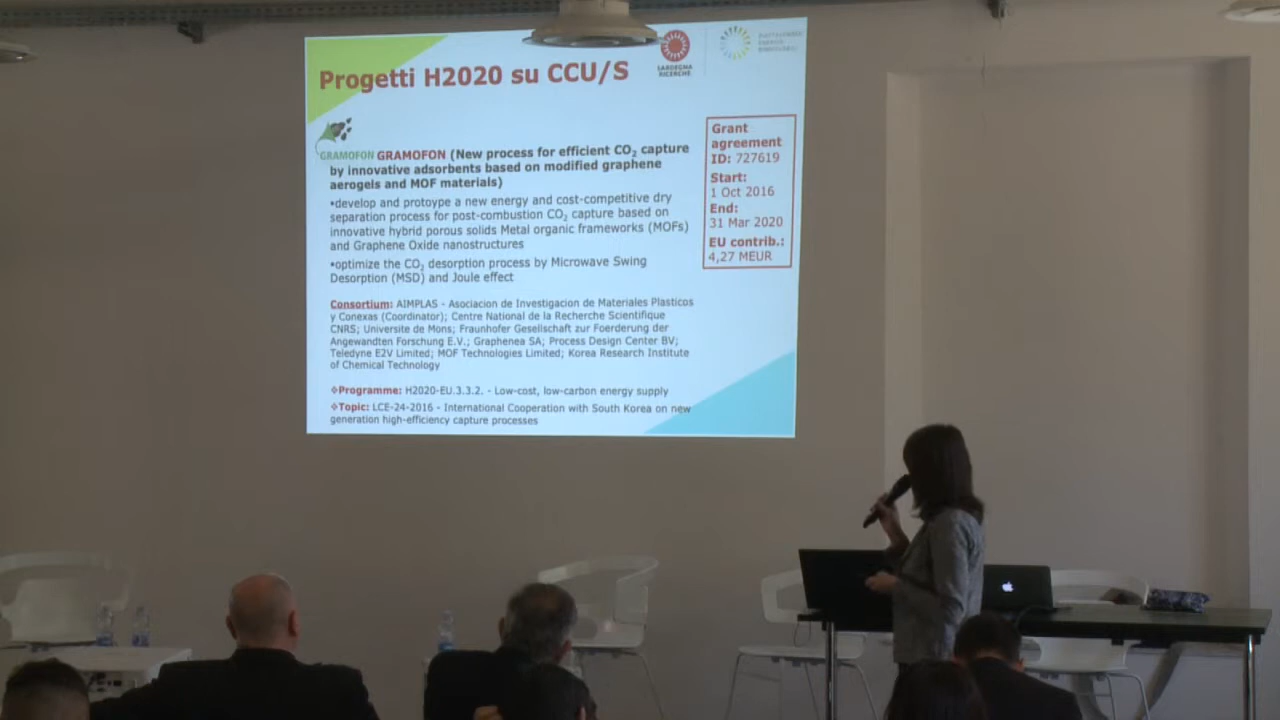 Progetti H2020 su CCU/S
SARDEGNA
RICERCHE
PIATTAFORMA
ENERGIE
RINNOVABILI
GRAMOFON GRAMOFON (New process for efficient CO₂ capture
by innovative adsorbents based on modified graphene
aerogels and MOF materials)
•develop and protoype a new energy and cost-competitive dry
separation process for post-combustion CO₂ capture based on
innovative hybrid porous solids Metal organic frameworks (MOFs)
and Graphene Oxide nanostructures
•optimize the CO₂ desorption process by Microwave Swing
Desorption (MSD) and Joule effect
Consortium: AIMPLAS - Asociacion de Investigacion de Materiales Plasticos
y Conexas (Coordinator); Centre National de la Recherche Scientifique
CNRS; Universite de Mons; Fraunhofer Gesellschaft zur Foerderung der
Angewandten Forschung E.V.; Graphenea SA; Process Design Center BV;
Teledyne E2V Limited; MOF Technologies Limited; Korea Research Institute
of Chemical Technology
❖Programme: H2020-EU.3.3.2. - Low-cost, low-carbon energy supply
❖Topic: LCE-24-2016 - International Cooperation with South Korea on new
generation high-efficiency capture processes
Grant
agreement
ID: 727619
Start:
1 Oct 2016
End:
31 Mar 2020
EU contrib.:
4,27 MEUR